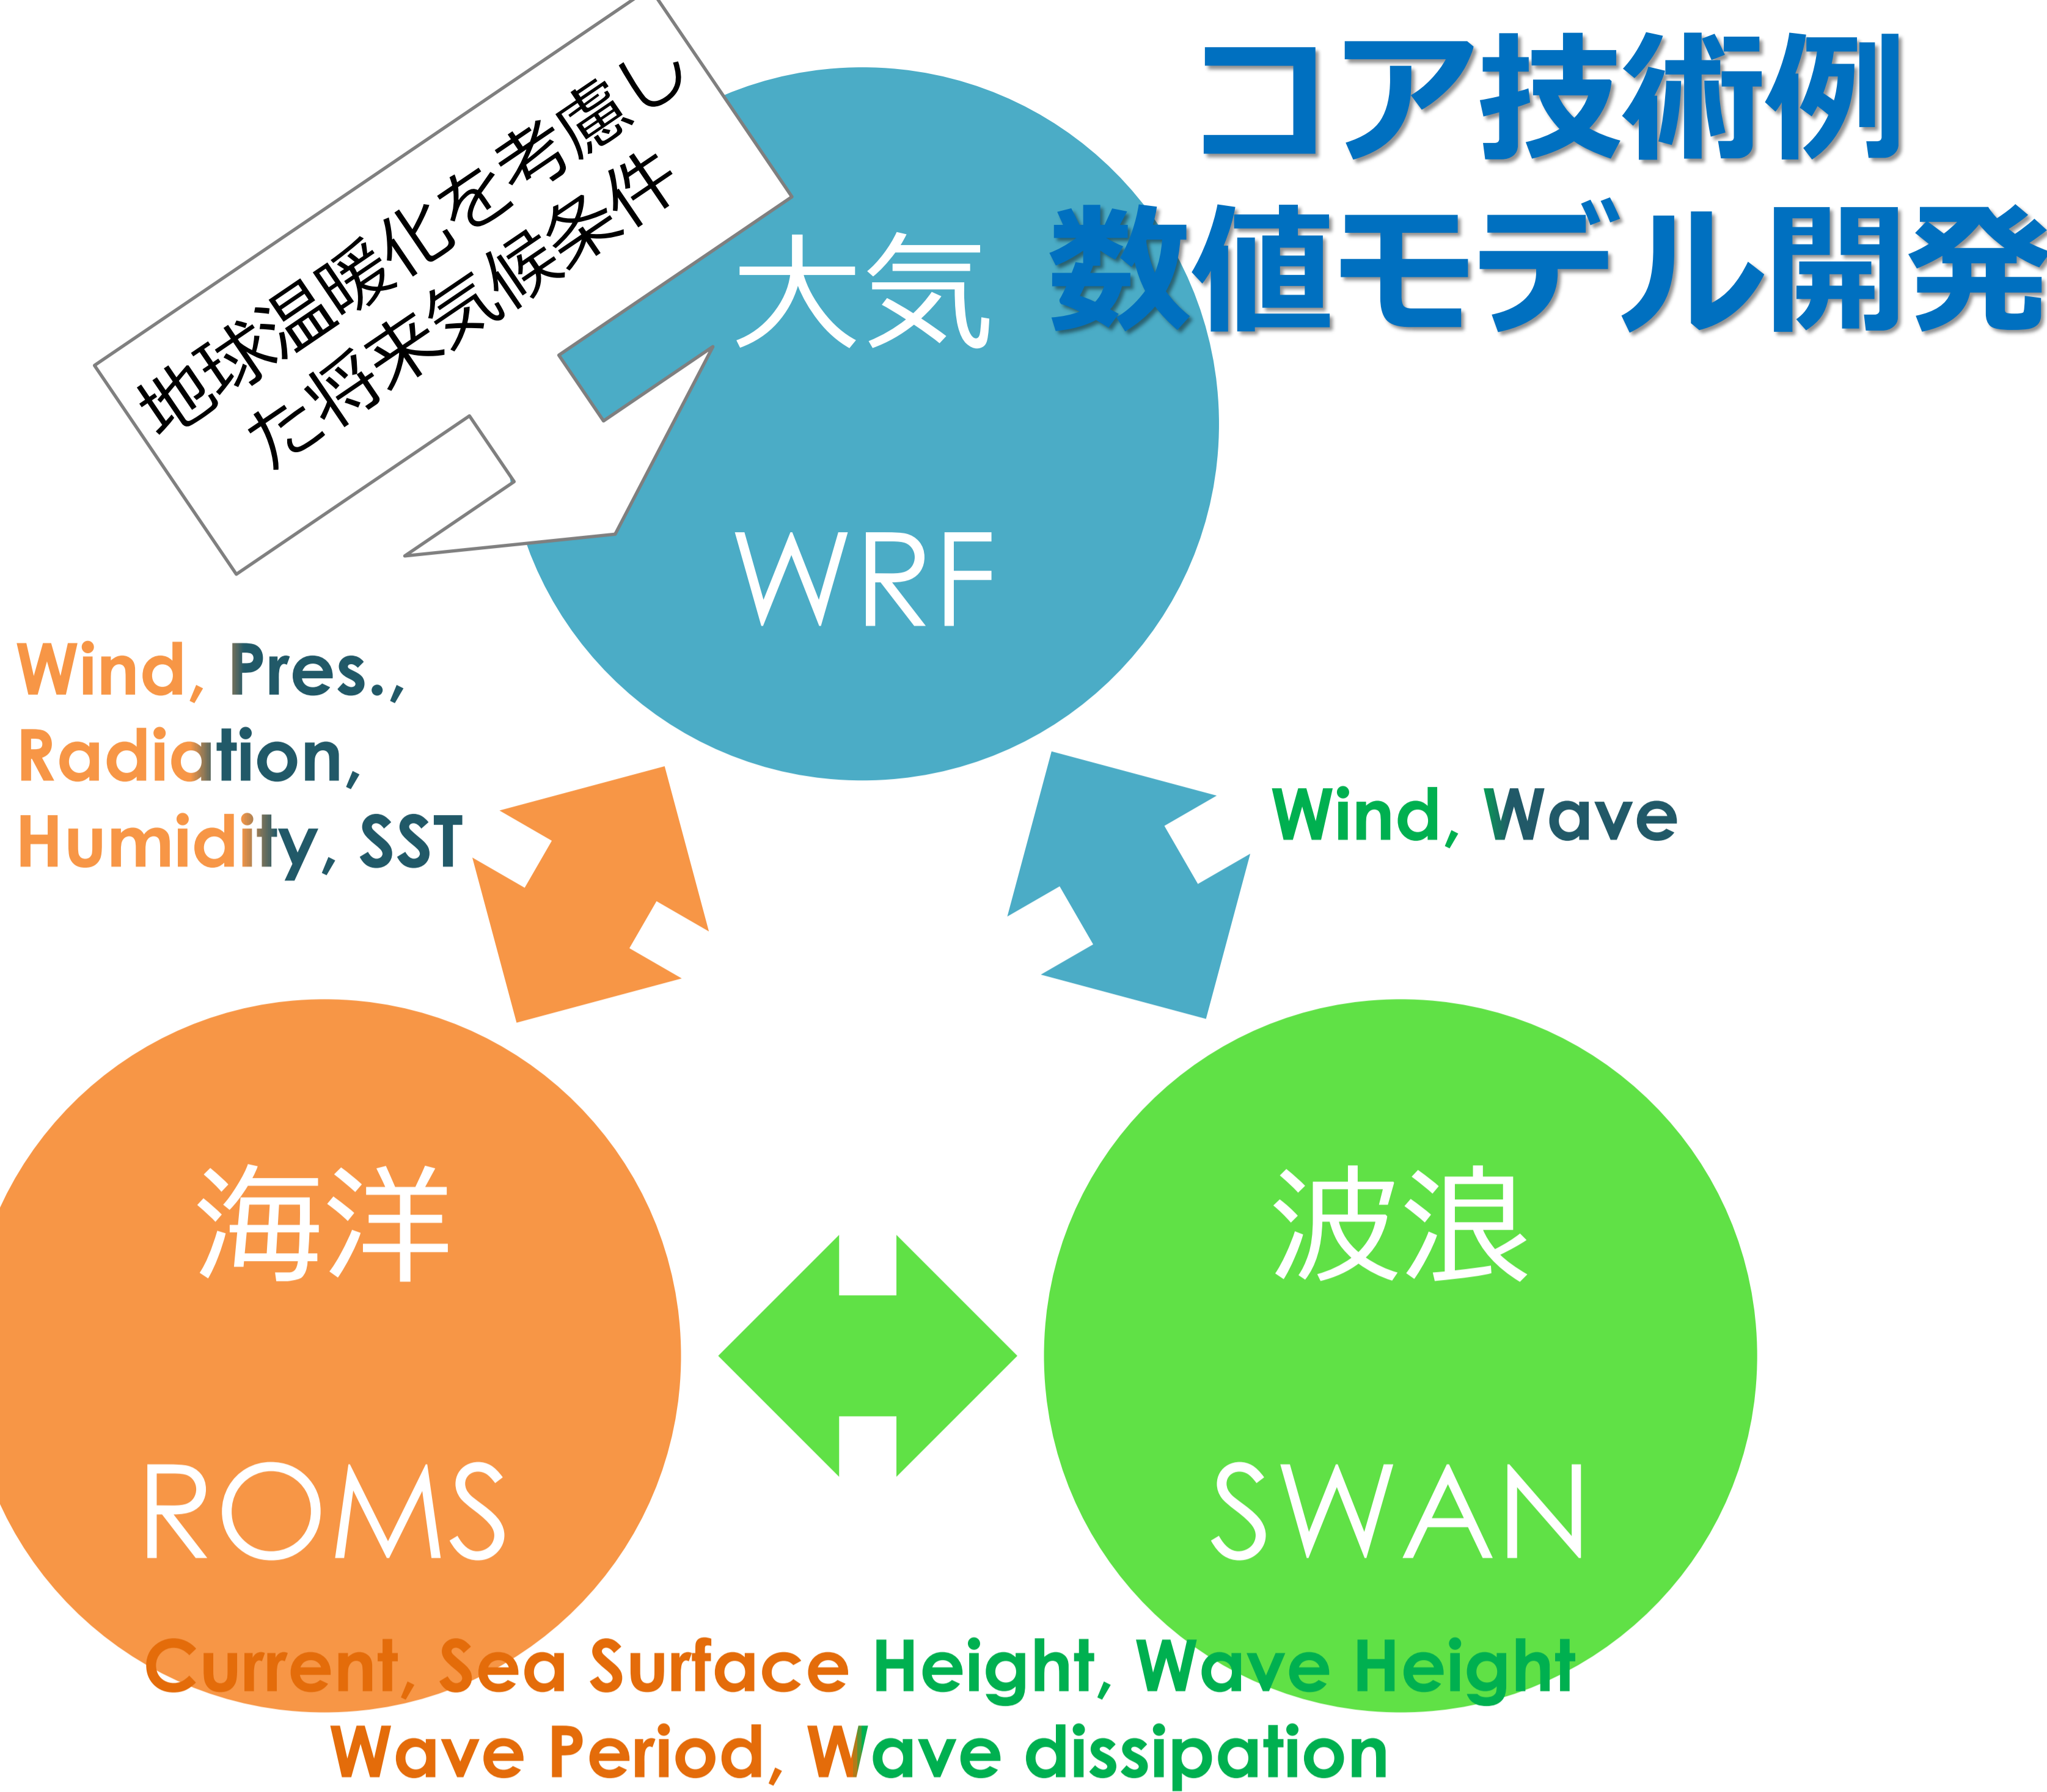 コア技術例
数値モデル開発
地球温暖化を考慮し
た将来気候条件
大気
WRF
Wind, Pres.,
Radiation,
Humidity, SST
Wind, Wave
海洋
ROMS
波浪
SWAN
Current, Sea Surface Height, Wave Height
Wave Period, Wave dissipation